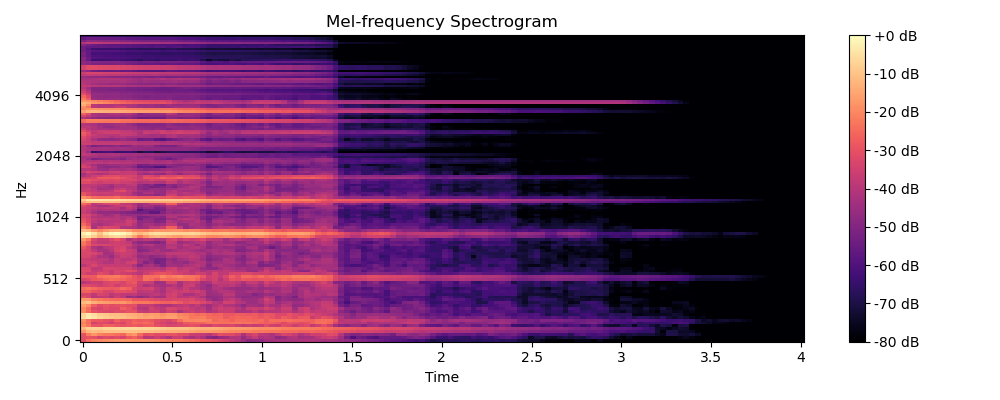 Mel-frequency Spectrogram
Hz
4096
2048
1024
512
0
0
0.5
1
1.5
2
2.5
3
3.5
4
Time
+0 dB
-10 dB
-20 dB
-30 dB
-40 dB
-50 dB
-60 dB
-70 dB
-80 dB